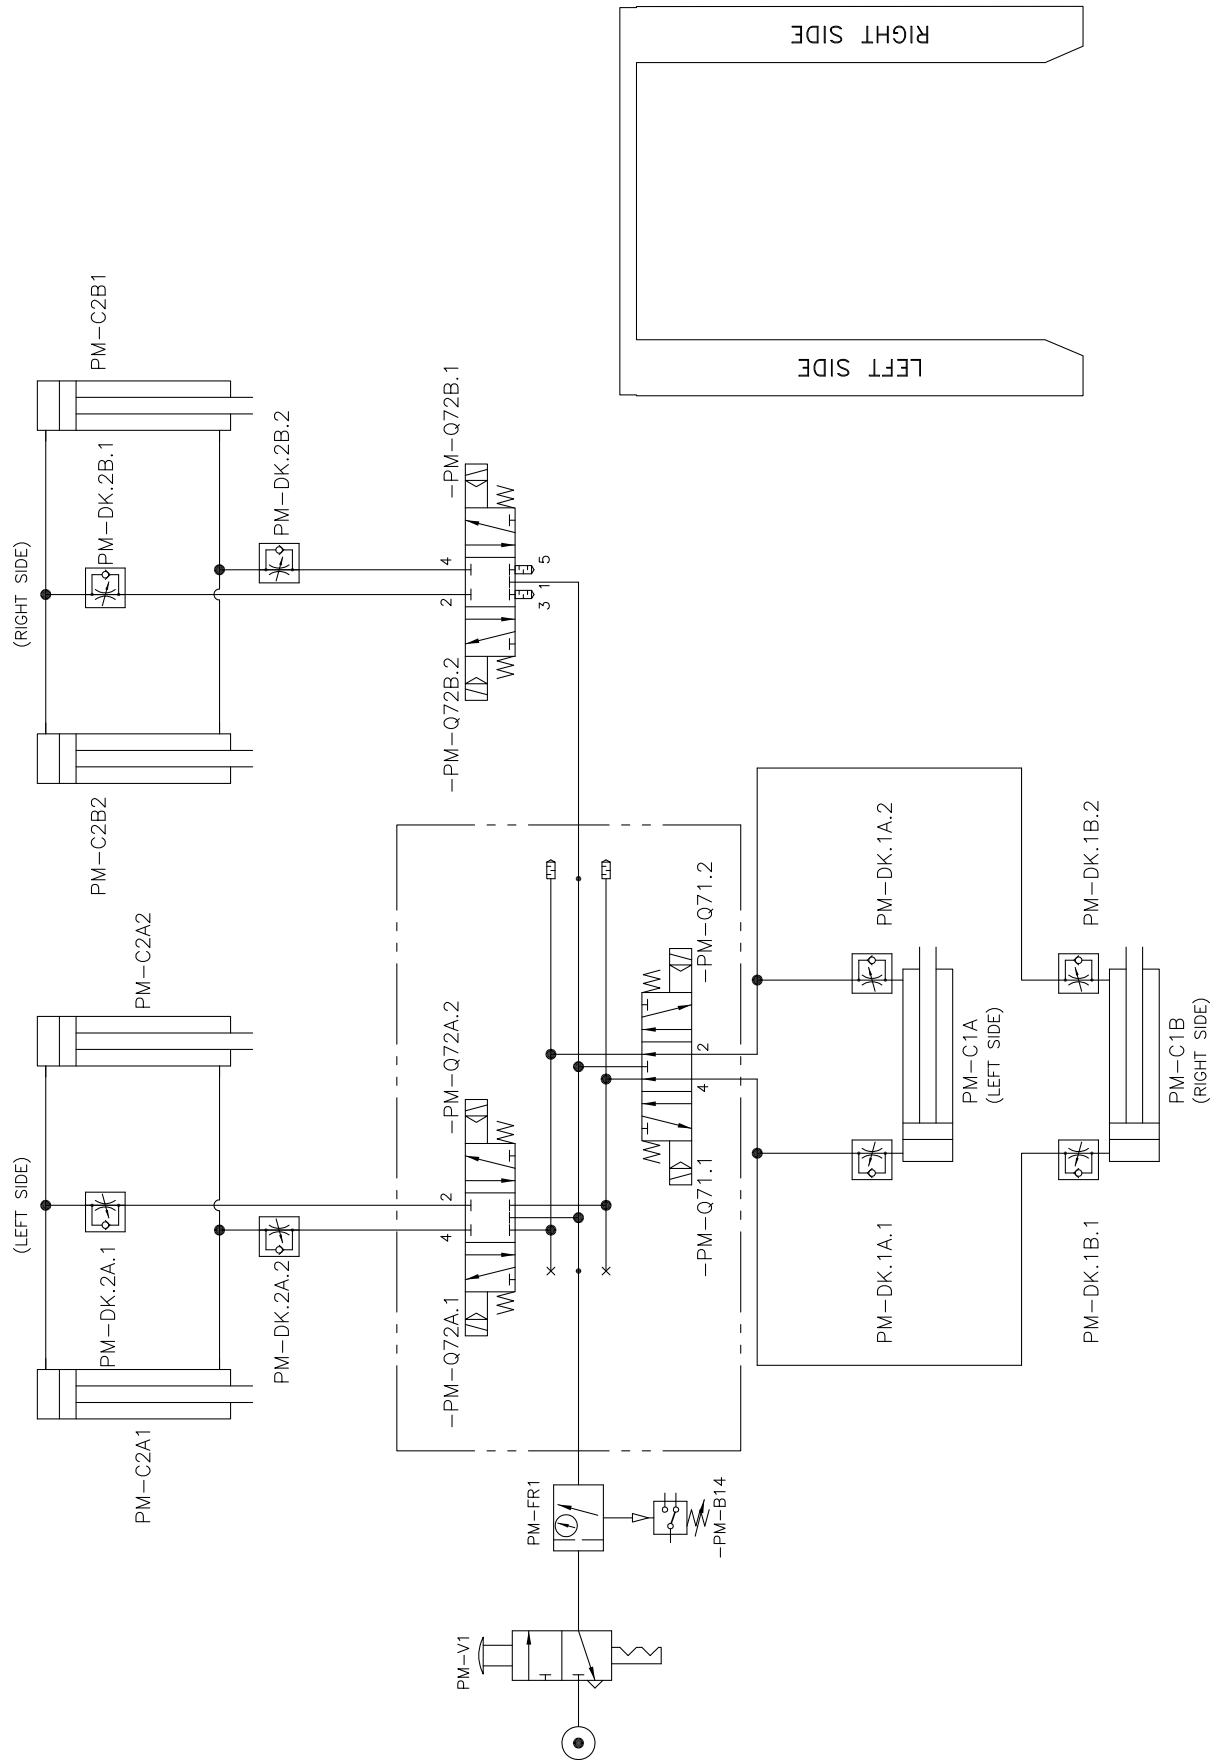 RIGHT SIDE
LEFT SIDE
(RIGHT SIDE)
PM-C2B1
PM-DK.2B.1
PM-DK.2B.2
PM-C2B2
-PM-Q72B.1
4
2
5
1
3
-PM-Q72B.2
PM-C2A2
(LEFT SIDE)
PM-DK.2A.1
PM-DK.2A.2
PM-C2A1
-PM-Q72A.2
2
4
-PM-Q72A.1
-PM-Q71.2
2
4
-PM-Q71.1
PM-DK.1A.2
PM-DK.1B.2
PM-C1A
(LEFT SIDE)
PM-C1B
(RIGHT SIDE)
PM-DK.1A.1
PM-DK.1B.1
PM-FR1
-PM-B14
PM-V1